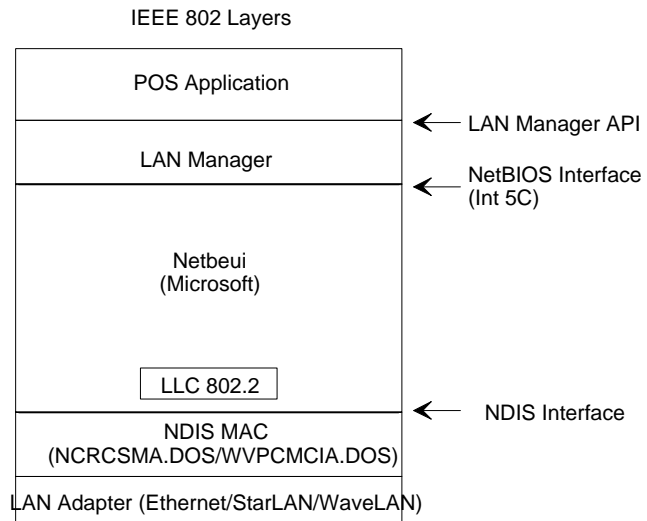 IEEE 802 Layers
POS Application
LAN Manager API
LAN Manager
NetBIOS Interface
(Int 5C)
Netbeui
(Microsoft)
LLC 802.2
NDIS Interface
NDIS MAC
(NCRCSMA.DOS/WVPCMCIA.DOS)
LAN Adapter (Ethernet/StarLAN/WaveLAN)